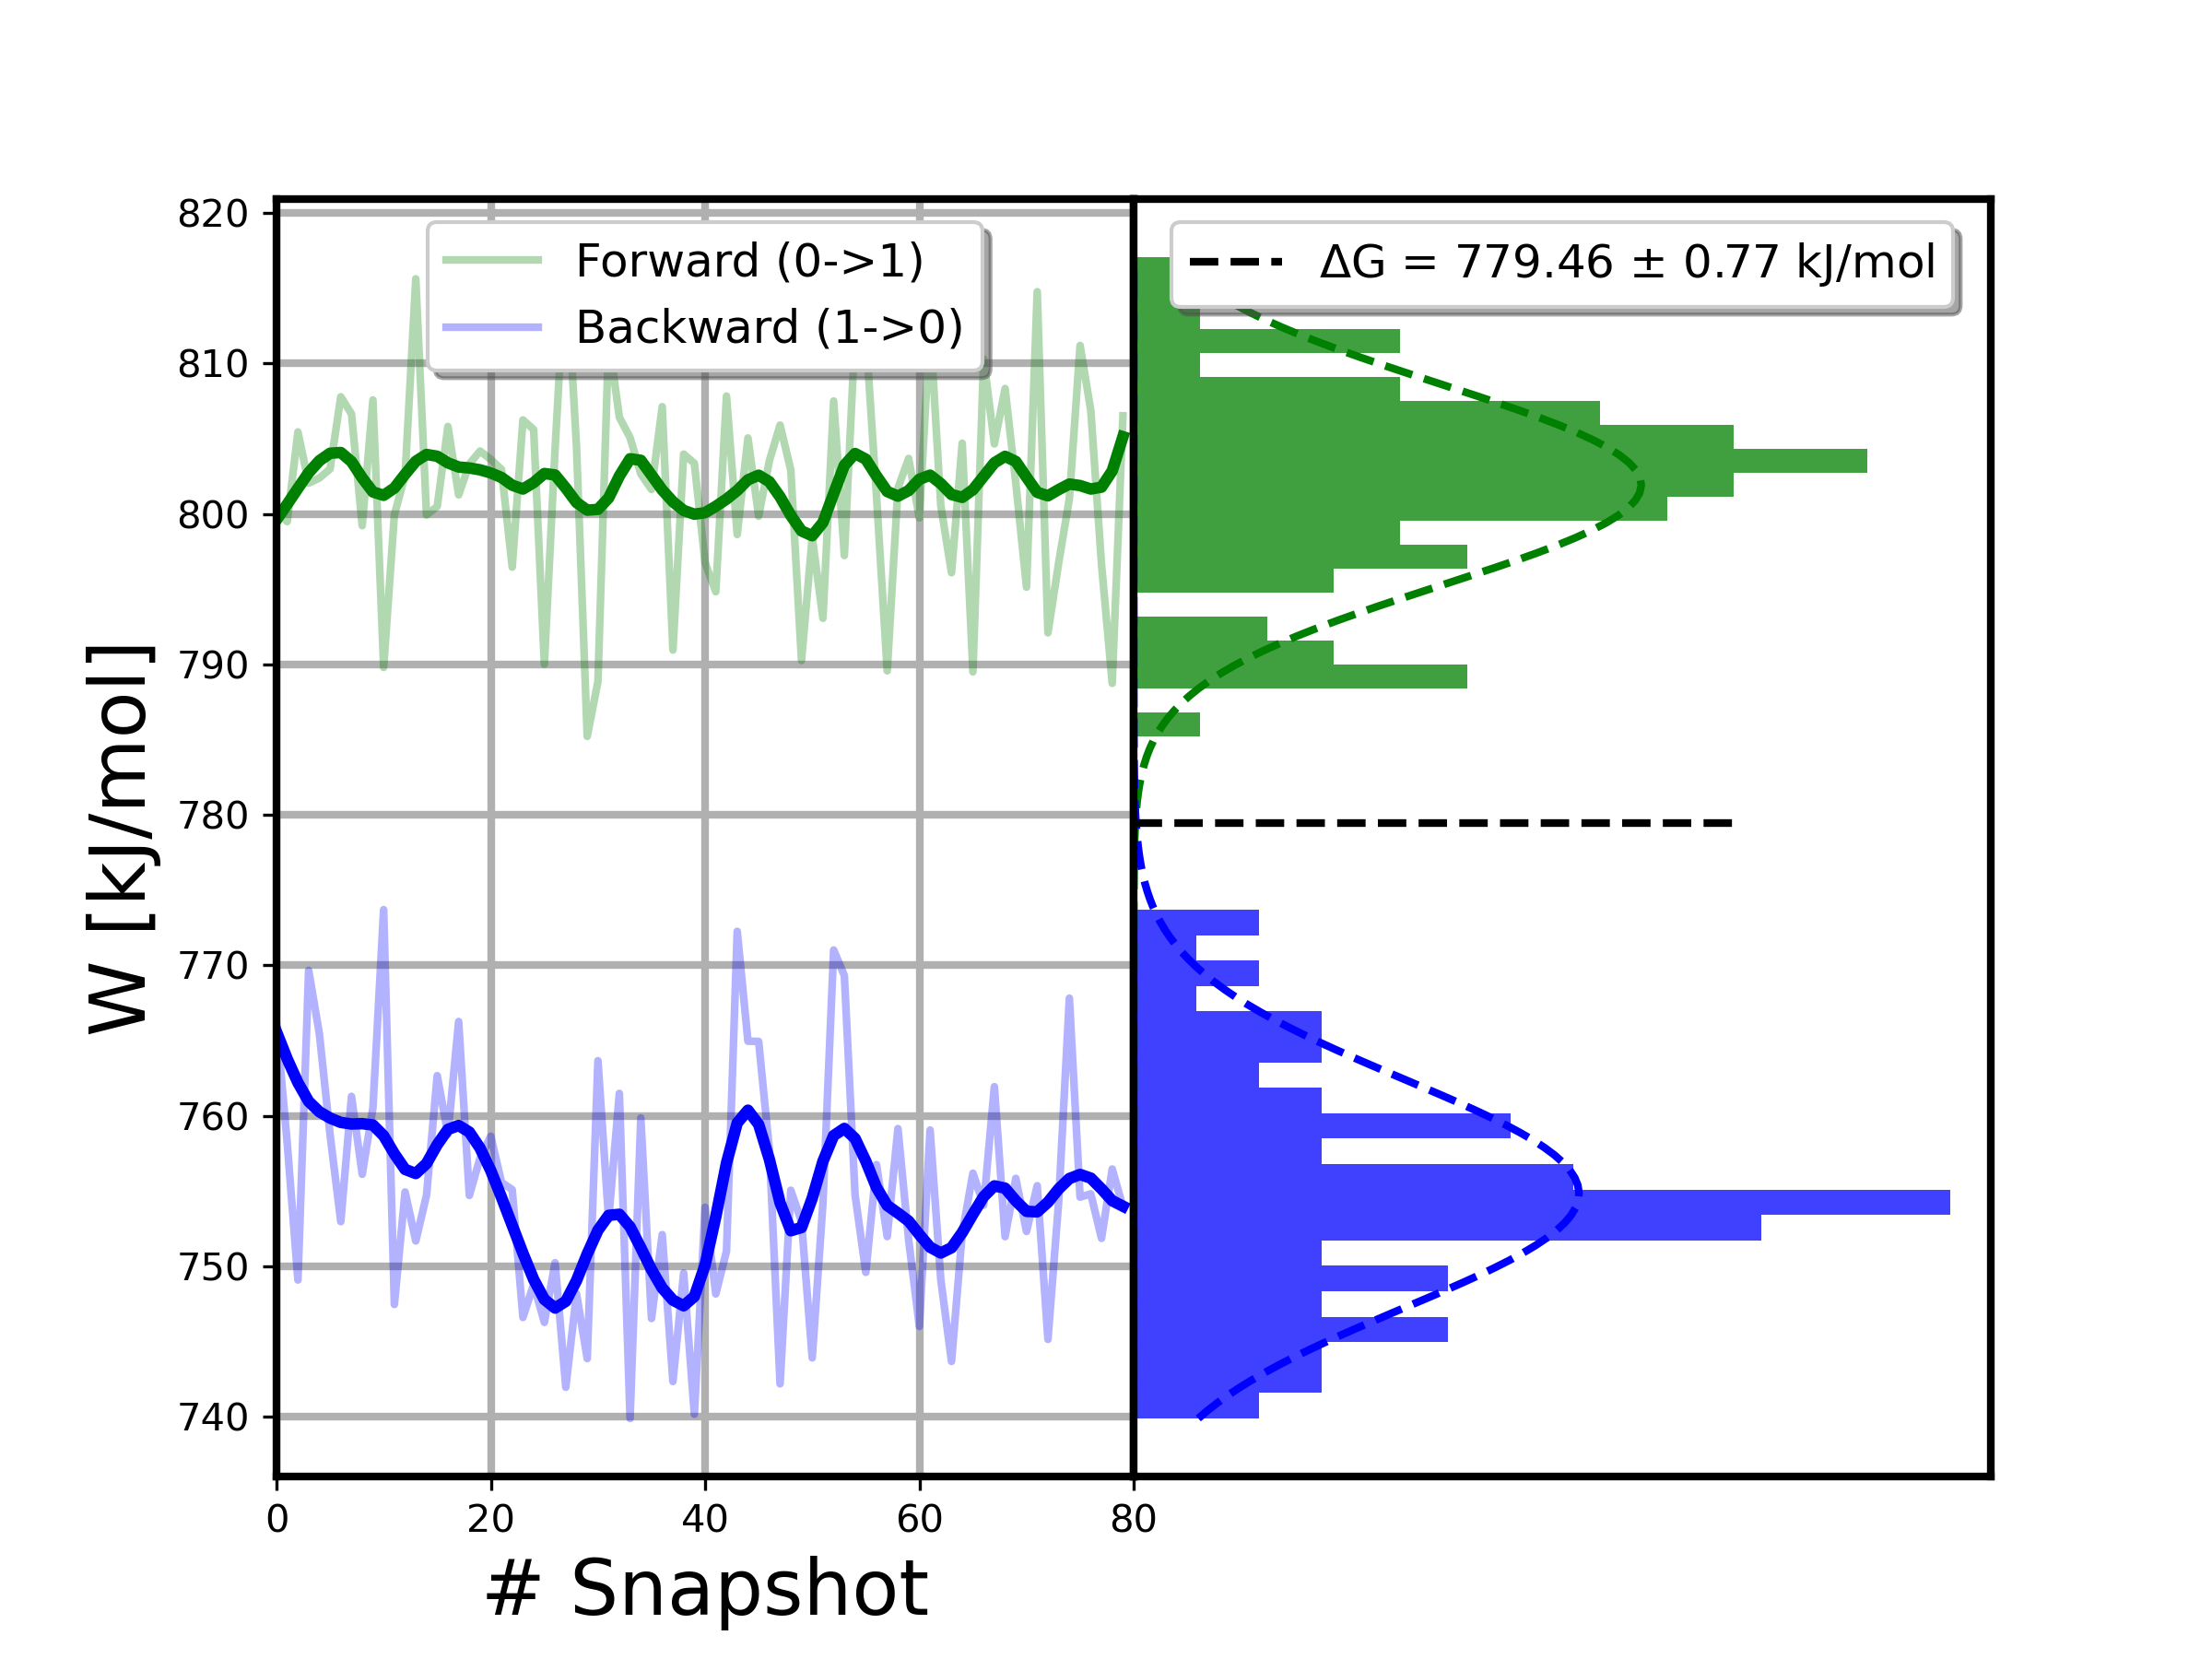 Forward (0->1)
Backward (1->0)
ΔG = 779.46 ± 0.77 kJ/mol
820
810
800
790
780
770
760
750
740
W [kJ/mol]
0 20 40 60 80
# Snapshot